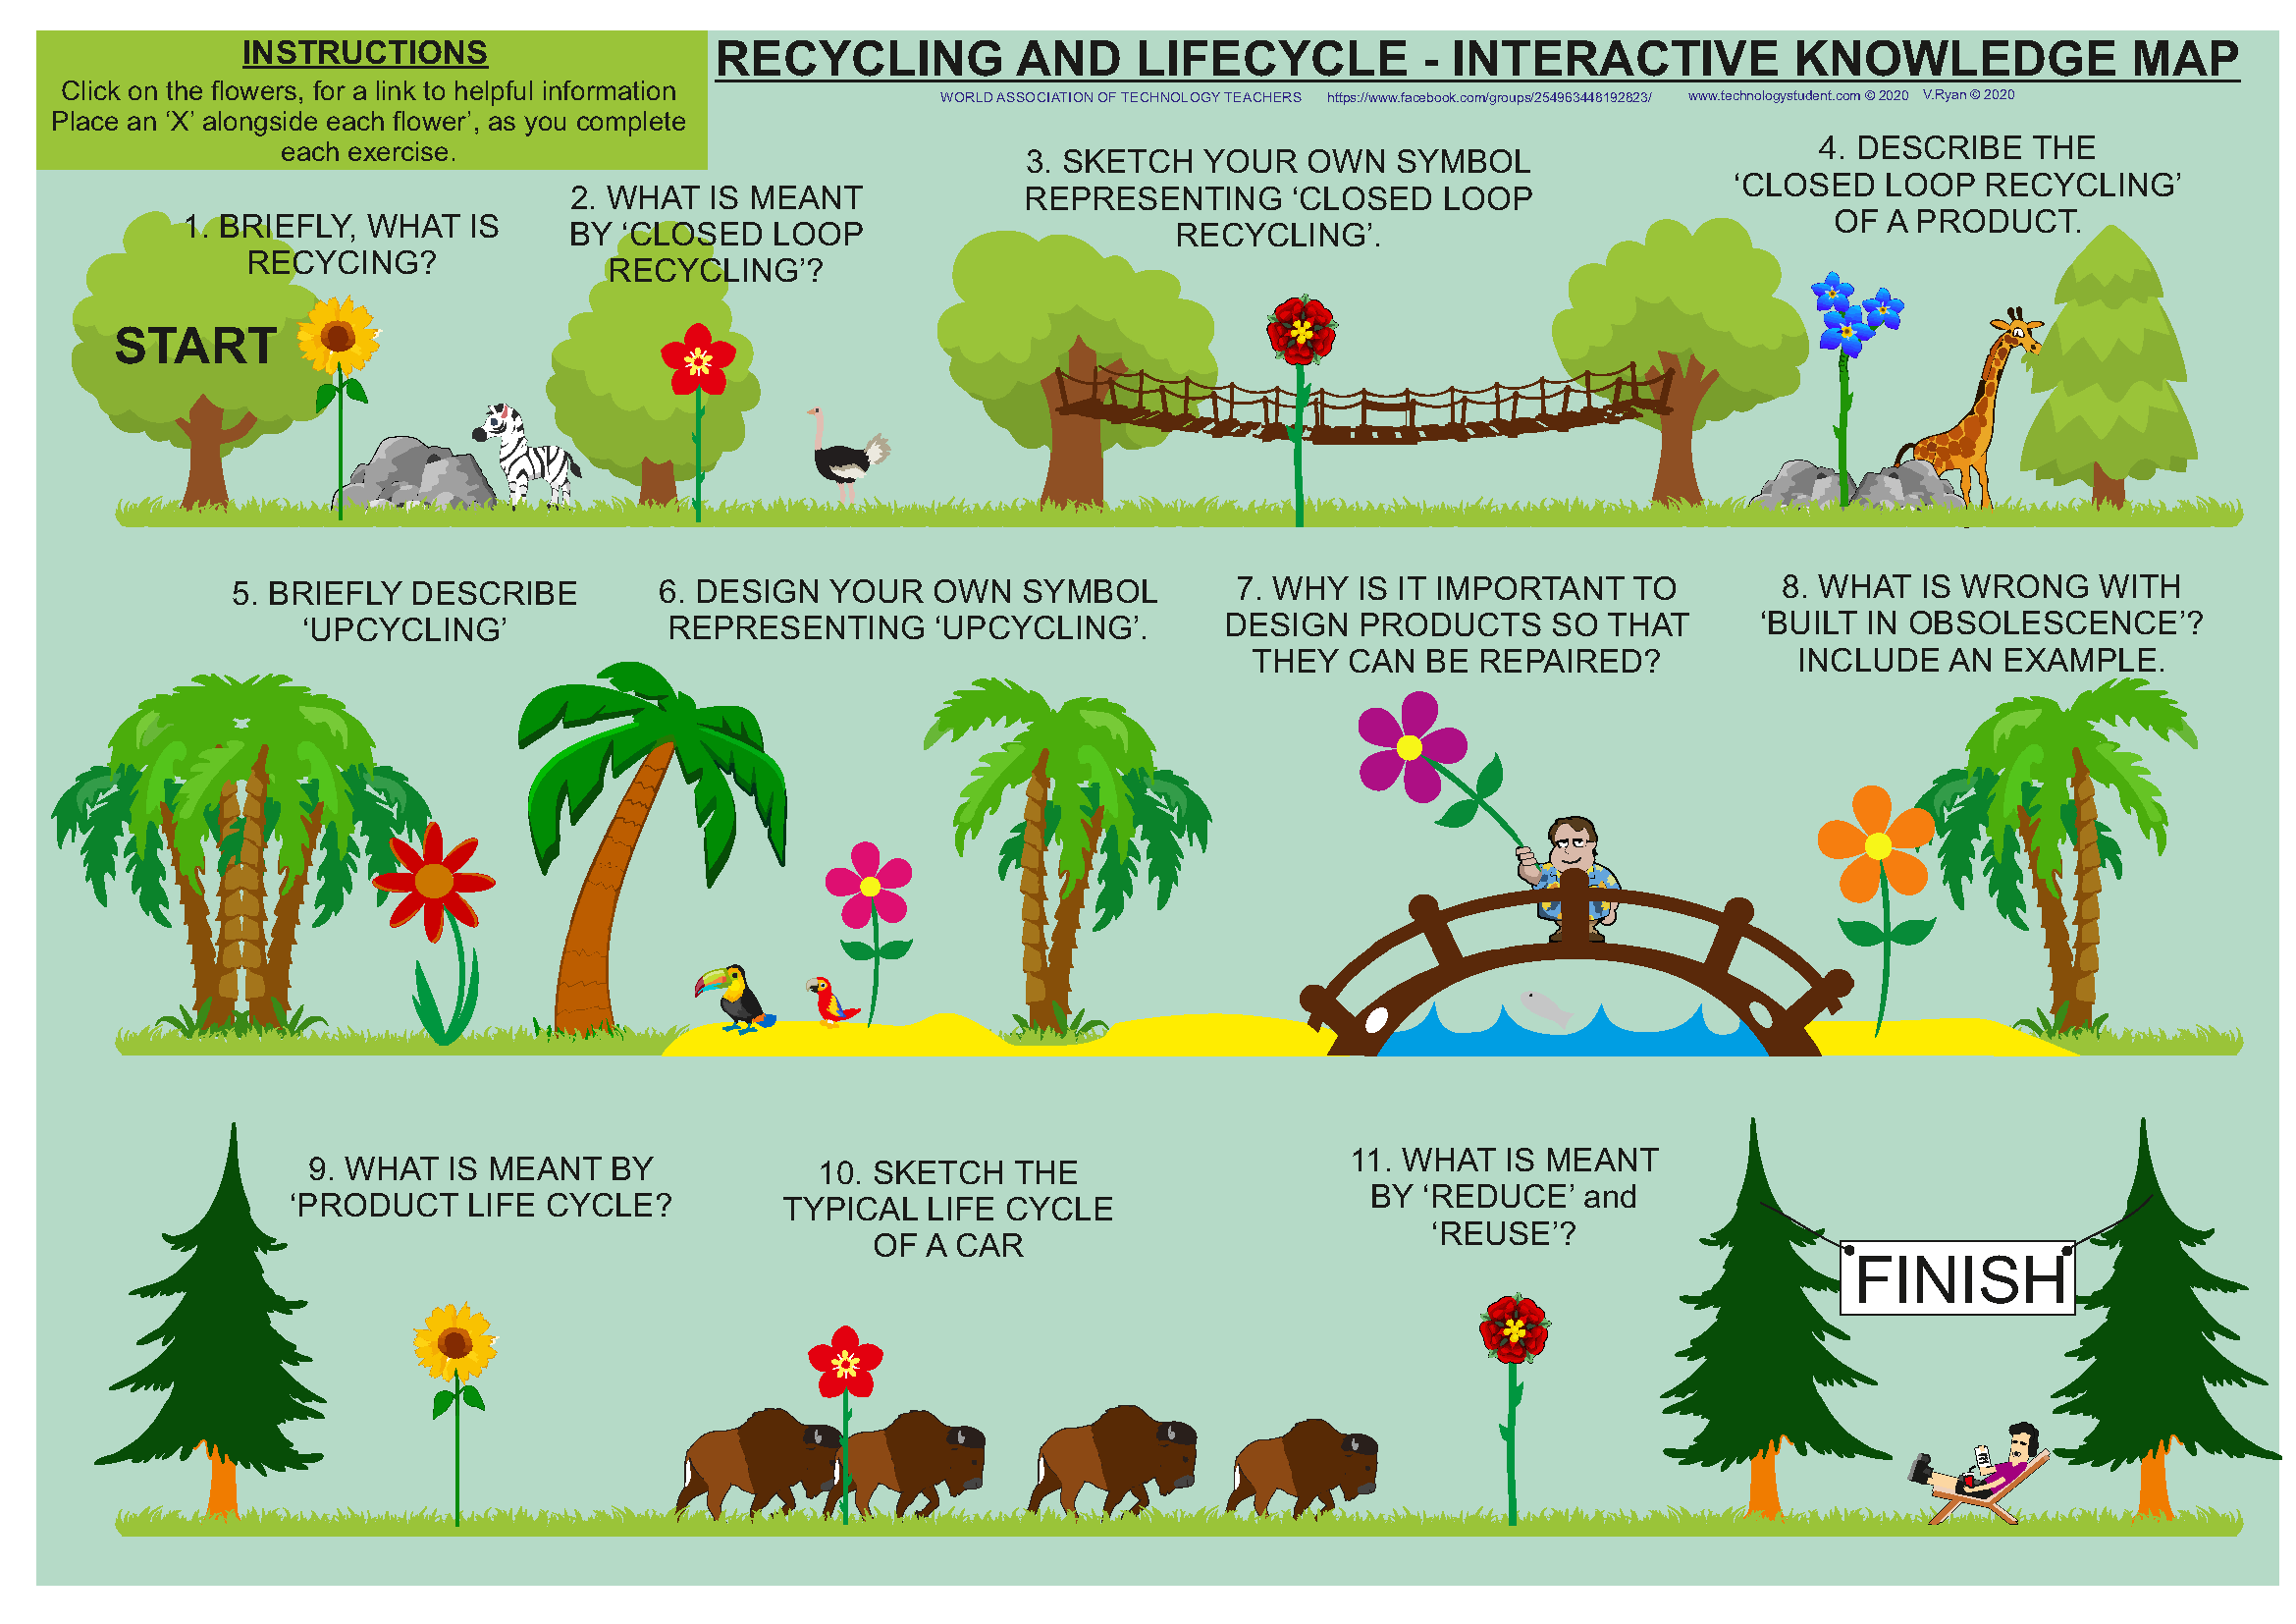 INSTRUCTIONS
Click on the flowers, for a link to helpful information
Place an ‘X’ alongside each flower’, as you complete
each exercise.
RECYCLING AND LIFECYCLE - INTERACTIVE KNOWLEDGE MAP
WORLD ASSOCIATION OF TECHNOLOGY TEACHERS https://www.facebook.com/groups/254963448192823/ www.technologystudent.com © 2020 V.Ryan © 2020
1. BRIEFLY, WHAT IS
RECYCING?
START
2. WHAT IS MEANT
BY ‘CLOSED LOOP
RECYCLING’?
3. SKETCH YOUR OWN SYMBOL
REPRESENTING ‘CLOSED LOOP
RECYCLING’.
4. DESCRIBE THE
‘CLOSED LOOP RECYCLING’
OF A PRODUCT.
5. BRIEFLY DESCRIBE
‘UPCYCLING’
6. DESIGN YOUR OWN SYMBOL
REPRESENTING ‘UPCYCLING’.
7. WHY IS IT IMPORTANT TO
DESIGN PRODUCTS SO THAT
THEY CAN BE REPAIRED?
8. WHAT IS WRONG WITH
‘BUILT IN OBSOLESCENCE’?
INCLUDE AN EXAMPLE.
9. WHAT IS MEANT BY
‘PRODUCT LIFE CYCLE?
10. SKETCH THE
TYPICAL LIFE CYCLE
OF A CAR
11. WHAT IS MEANT
BY ‘REDUCE’ and
‘REUSE’?
FINISH